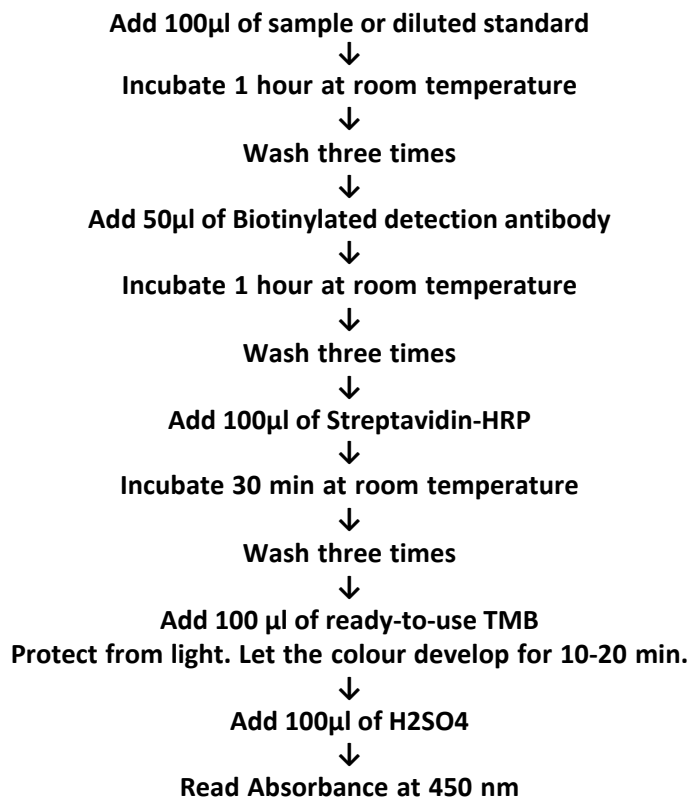 Add 100µl of sample or diluted standard
↓
Incubate 1 hour at room temperature
↓
Wash three times
↓
Add 50µl of Biotinylated detection antibody
↓
Incubate 1 hour at room temperature
↓
Wash three times
↓
Add 100µl of Streptavidin-HRP
↓
Incubate 30 min at room temperature
↓
Wash three times
↓
Add 100 µl of ready-to-use TMB
Protect from light. Let the colour develop for 10-20 min.
↓
Add 100µl of H2SO4
↓
Read Absorbance at 450 nm